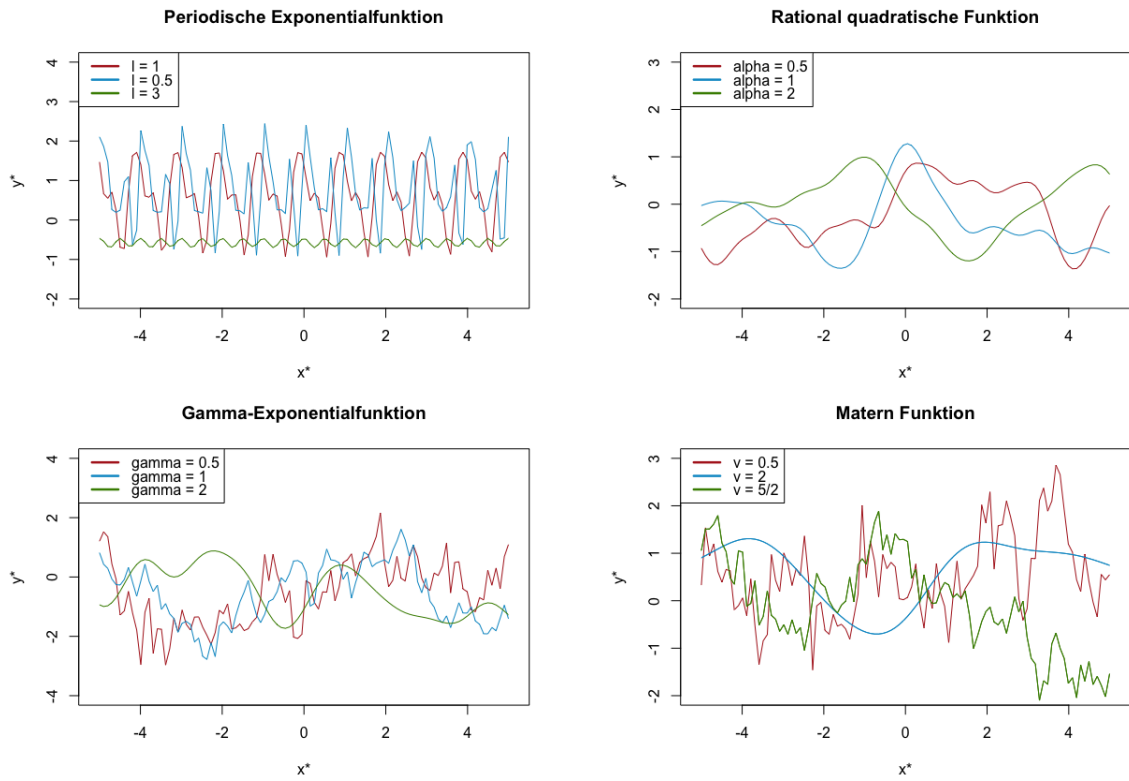 Periodische Exponentialfunktion
y*
4
3
2
1
0
-1
-2
l = 1
l = 0.5
l = 3
-4
-2
0
2
4
x*
Rational quadratische Funktion
y*
3
2
1
0
-1
-2
alpha = 0.5
alpha = 1
alpha = 2
-4
-2
0
2
4
x*
Gamma-Exponentialfunktion
y*
4
2
0
-2
-4
gamma = 0.5
gamma = 1
gamma = 2
-4
-2
0
2
4
x*
Matern Funktion
y*
3
2
1
0
-1
-2
v = 0.5
v = 2
v = 5/2
-4
-2
0
2
4
x*